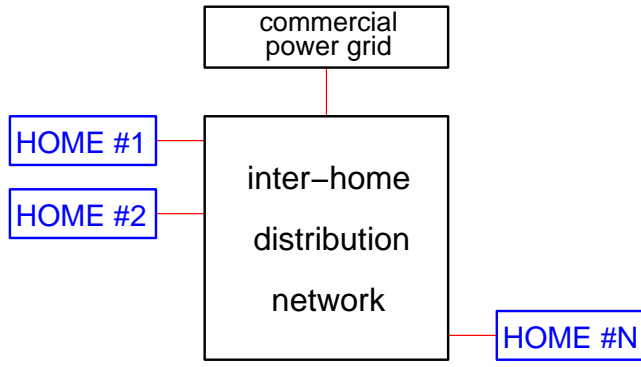 commercial
power grid
HOME #1
HOME #2
inter−home
distribution
network
HOME #N